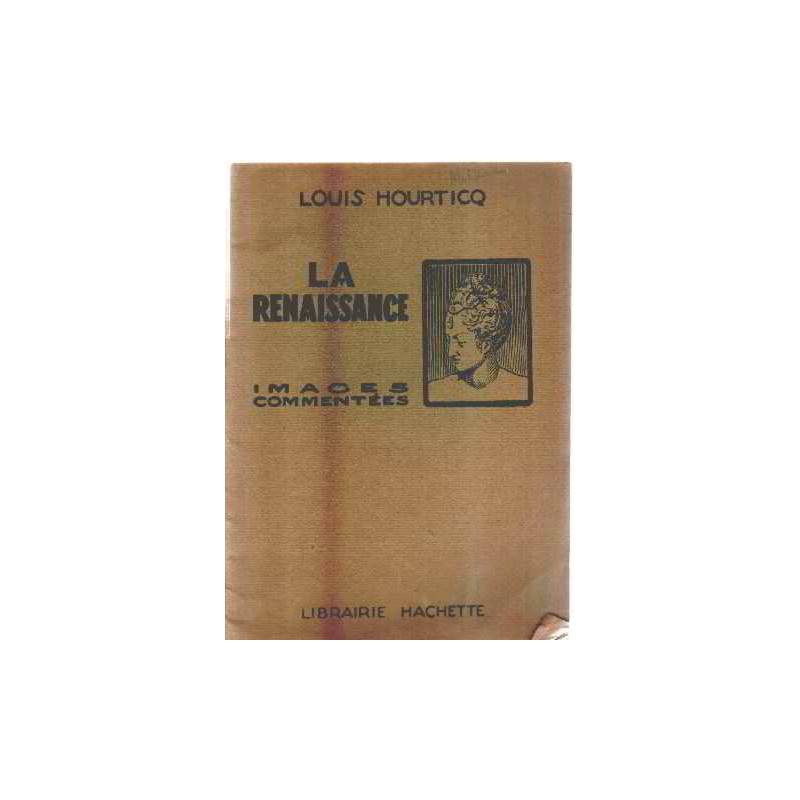 LOUIS HOURTICQ
LA
RENAISSANCE
IMAGES
COMMENTÉES
LIBRAIRIE HACHETTE